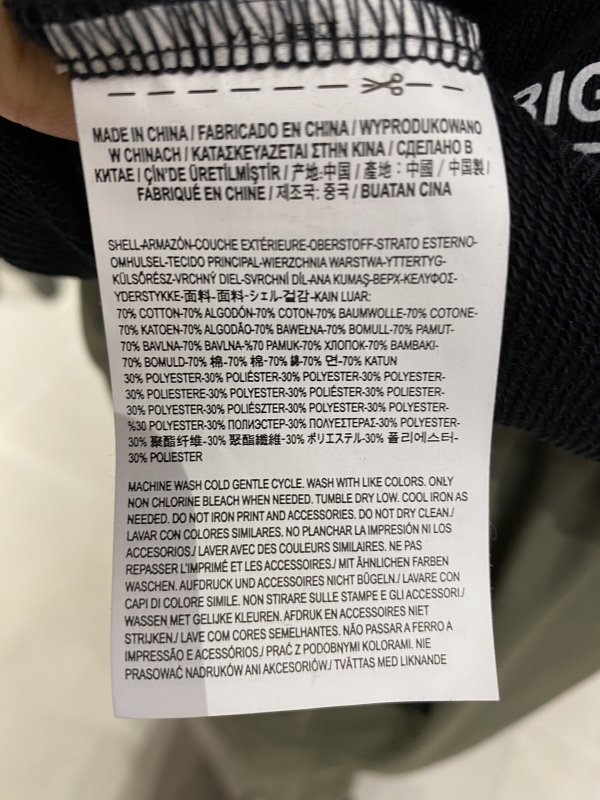 MADE IN CHINA / FABRICADO EN CHINA / WYPRODUKOWANO
W CHINACH / ΚΑΤΑΣΚΕΥΑΖΕΤΑΙ ΣΤΗΝ ΚΙΝΑ / СДЕЛАНО В
КИТАЕ / ÇİN'DE ÜRETİLMİŞTİR / 产地:中国 / 產地：中國 / 中国製 /
FABRIQUÉ EN CHINE / 제조국: 중국 / BUATAN CINA
SHELL-ARMAZÓN-COUCHE EXTÉRIEURE-OBERSTOFF-STRATO ESTERNO-
OMHULSEL-TECIDO PRINCIPAL-WIERZCHNIA WARSTWA-YTTERTYG-
KÜLSŐRÉSZ-VRCHNÝ DIEL-SVRCHNÍ DÍL-ANA KUMAŞ-ВЕРХ-ΚΕΛΥΦΟΣ-
YDERSTYKKE-面料-面料-シェル-겉감-KAIN LUAR:
70% COTTON-70% ALGODÓN-70% COTON-70% BAUMWOLLE-70% COTONE-
70% KATOEN-70% ALGODÃO-70% BAWEŁNA-70% BOMULL-70% PAMUT-
70% BAVLNA-70% BAVLNA-%70 PAMUK-70% ХЛОПОК-70% ΒΑΜΒΑΚΙ-
70% BOMULD-70% 棉-70% 棉-70% 綿-70% 면-70% KATUN
30% POLYESTER-30% POLIÉSTER-30% POLYESTER-30% POLYESTER-
30% POLIESTERE-30% POLYESTER-30% POLIÉSTER-30% POLIESTER-
30% POLYESTER-30% POLIÉSZTER-30% POLYESTER-30% POLYESTER-
%30 POLYESTER-30% ПОЛИЭСТЕР-30% ΠΟΛΥΕΣΤΕΡΑΣ-30% POLYESTER-
30% 聚酯纤维-30% 聚酯纖維-30% ポリエステル-30% 폴리에스터-
30% POLIESTER
MACHINE WASH COLD GENTLE CYCLE. WASH WITH LIKE COLORS. ONLY
NON CHLORINE BLEACH WHEN NEEDED. TUMBLE DRY LOW. COOL IRON AS
NEEDED. DO NOT IRON PRINT AND ACCESSORIES. DO NOT DRY CLEAN./
LAVAR CON COLORES SIMILARES. NO PLANCHAR LA IMPRESIÓN NI LOS
ACCESORIOS./ LAVER AVEC DES COULEURS SIMILAIRES. NE PAS
REPASSER L'IMPRIMÉ ET LES ACCESSOIRES./ MIT ÄHNLICHEN FARBEN
WASCHEN. AUFDRUCK UND ACCESSOIRES NICHT BÜGELN./ LAVARE CON
CAPI DI COLORE SIMILE. NON STIRARE SULLE STAMPE E GLI ACCESSORI./
WASSEN MET GELIJKE KLEUREN. AFDRUK EN ACCESSOIRES NIET
STRIJKEN./ LAVE COM CORES SEMELHANTES. NÃO PASSAR A FERRO A
IMPRESSÃO E ACESSÓRIOS./ PRAĆ Z PODOBNYMI KOLORAMI. NIE
PRASOWAĆ NADRUKÓW ANI AKCESORIÓW./ TVÄTTAS MED LIKNANDE